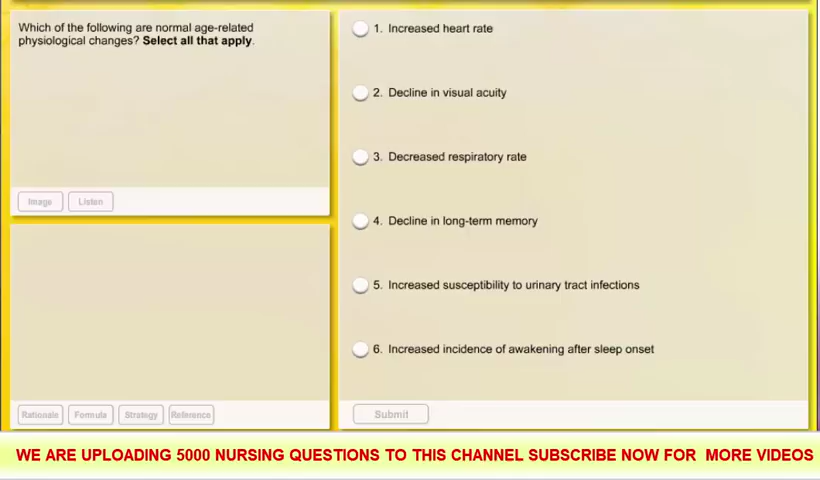 Which of the following are normal age-related
physiological changes? Select all that apply.
Image Listen
1. Increased heart rate
2. Decline in visual acuity
3. Decreased respiratory rate
4. Decline in long-term memory
5. Increased susceptibility to urinary tract infections
6. Increased incidence of awakening after sleep onset
Rationale Formula Strategy Reference
Submit
WE ARE UPLOADING 5000 NURSING QUESTIONS TO THIS CHANNEL SUBSCRIBE NOW FOR MORE VIDEOS